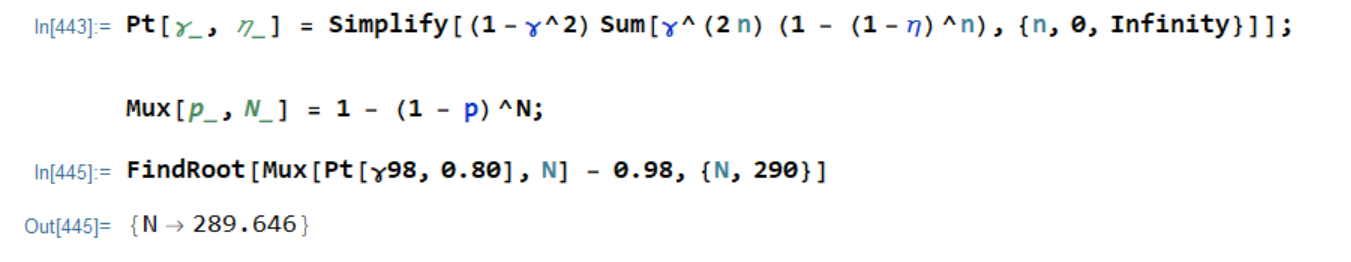 In[443]:= Pt[γ_, η_] = Simplify[(1 - γ^2) Sum[γ^(2 n) (1 - (1 - η)^n), {n, 0, Infinity}]];
Mux[p_, N_] = 1 - (1 - p)^N;
In[445]:= FindRoot[Mux[Pt[γ98, 0.80], N] - 0.98, {N, 290}]
Out[445]= {N → 289.646}